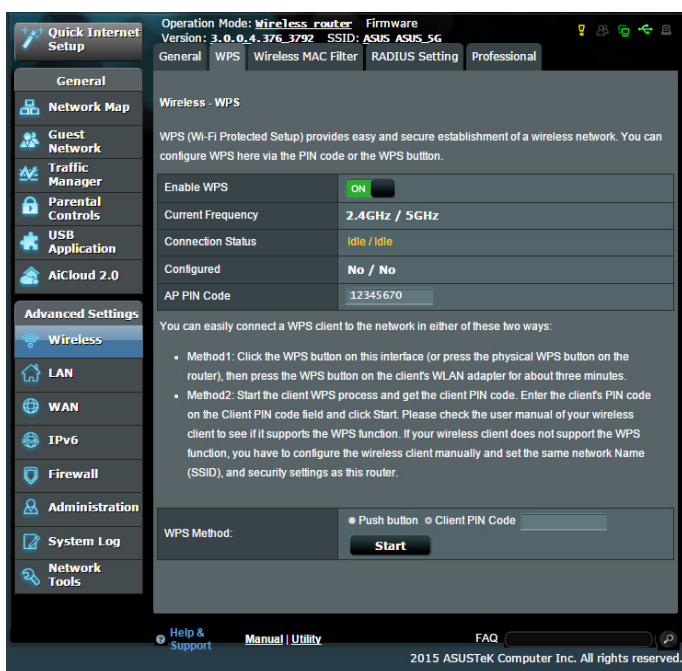 Quick Internet Setup
Operation Mode: Wireless router Firmware
Version: 3.0.0.4.376_3792 SSID: ASUS ASUS_5G
General WPS Wireless MAC Filter RADIUS Setting Professional
General
Network Map
Guest Network
Traffic Manager
Parental Controls
USB Application
AiCloud 2.0
Advanced Settings
Wireless
LAN
WAN
IPv6
Firewall
Administration
System Log
Network Tools
Wireless - WPS
WPS (Wi-Fi Protected Setup) provides easy and secure establishment of a wireless network. You can
configure WPS here via the PIN code or the WPS buttton.
Enable WPS ON
Current Frequency 2.4GHz / 5GHz
Connection Status Idle / Idle
Configured No / No
AP PIN Code 12345670
You can easily connect a WPS client to the network in either of these two ways:
• Method1: Click the WPS button on this interface (or press the physical WPS button on the
router), then press the WPS button on the client's WLAN adapter for about three minutes.
• Method2: Start the client WPS process and get the client PIN code. Enter the client's PIN code
on the Client PIN code field and click Start. Please check the user manual of your wireless
client to see if it supports the WPS function. If your wireless client does not support the WPS
function, you have to configure the wireless client manually and set the same network Name
(SSID), and security settings as this router.
WPS Method: Push button Client PIN Code
Start
Help & Support Manual | Utility FAQ
2015 ASUSTeK Computer Inc. All rights reserved.